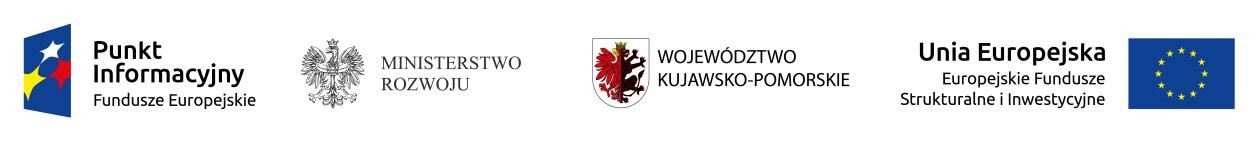 Punkt
Informacyjny
Fundusze Europejskie
MINISTERSTWO
ROZWOJU
WOJEWÓDZTWO
KUJAWSKO-POMORSKIE
Unia Europejska
Europejskie Fundusze
Strukturalne i Inwestycyjne